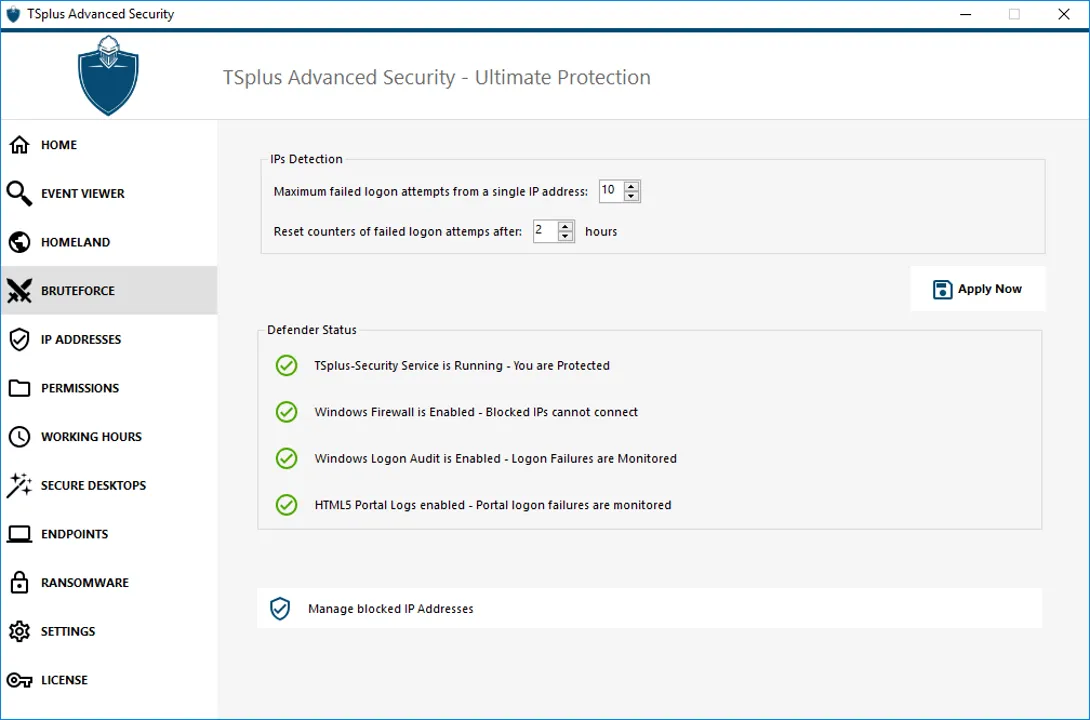 TSplus Advanced Security
TSplus Advanced Security - Ultimate Protection
HOME
EVENT VIEWER
HOMELAND
BRUTEFORCE
IP ADDRESSES
PERMISSIONS
WORKING HOURS
SECURE DESKTOPS
ENDPOINTS
RANSOMWARE
SETTINGS
LICENSE
IPs Detection
Maximum failed logon attempts from a single IP address: 10
Reset counters of failed logon attemps after: 2 hours
Apply Now
Defender Status
TSplus-Security Service is Running - You are Protected
Windows Firewall is Enabled - Blocked IPs cannot connect
Windows Logon Audit is Enabled - Logon Failures are Monitored
HTML5 Portal Logs enabled - Portal logon failures are monitored
Manage blocked IP Addresses